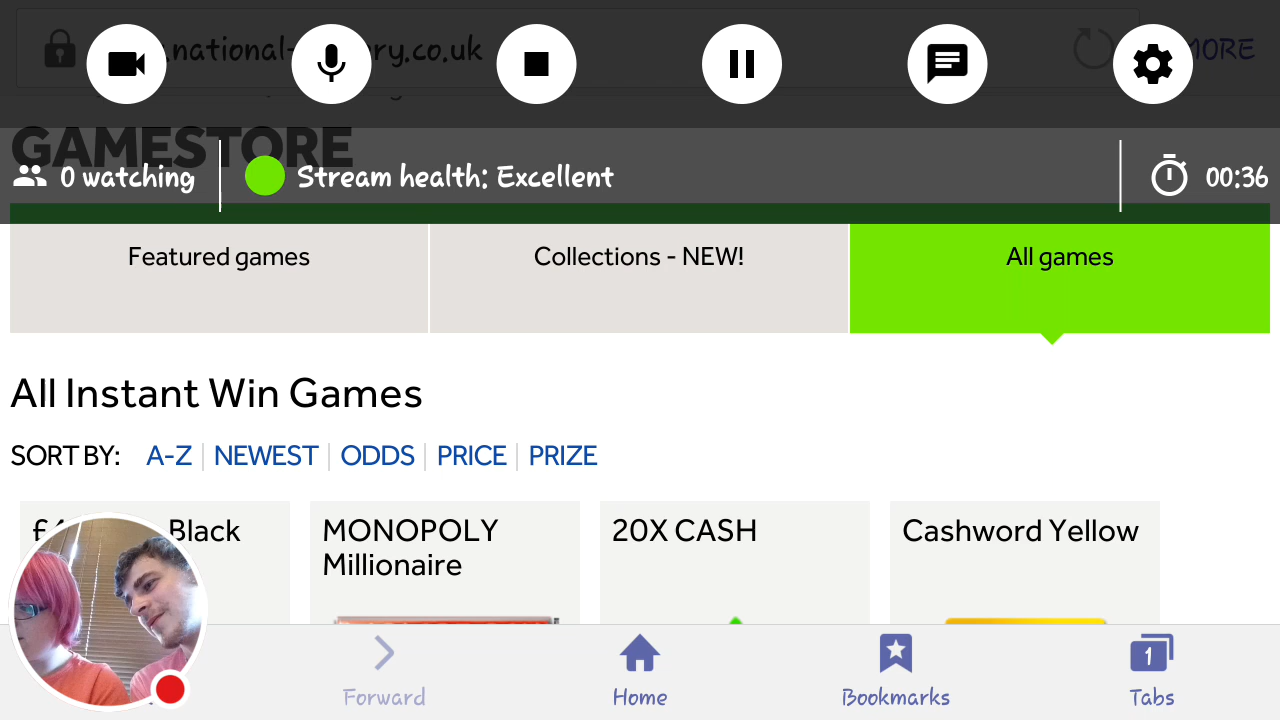 .national-
ry.co.uk
MORE
GAMESTORE
0 watching
Stream health: Excellent
00:36
Featured games
Collections - NEW!
All games
All Instant Win Games
SORT BY: A-Z NEWEST ODDS PRICE PRIZE
Black
MONOPOLY
Millionaire
20X CASH
Cashword Yellow
Forward
Home
Bookmarks
1
Tabs